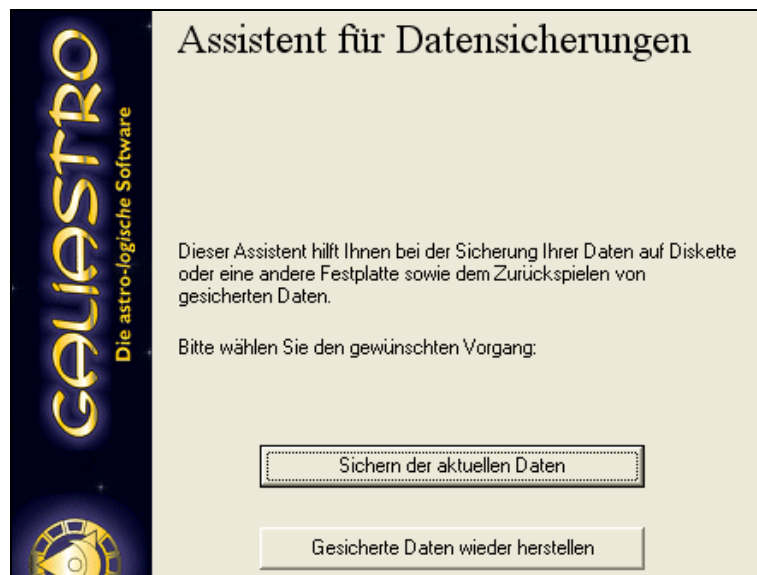 GALIASTRO
Die astro-logische Software
Assistent für Datensicherungen
Dieser Assistent hilft Ihnen bei der Sicherung Ihrer Daten auf Diskette
oder eine andere Festplatte sowie dem Zurückspielen von
gesicherten Daten.
Bitte wählen Sie den gewünschten Vorgang:
Sichern der aktuellen Daten
Gesicherte Daten wieder herstellen